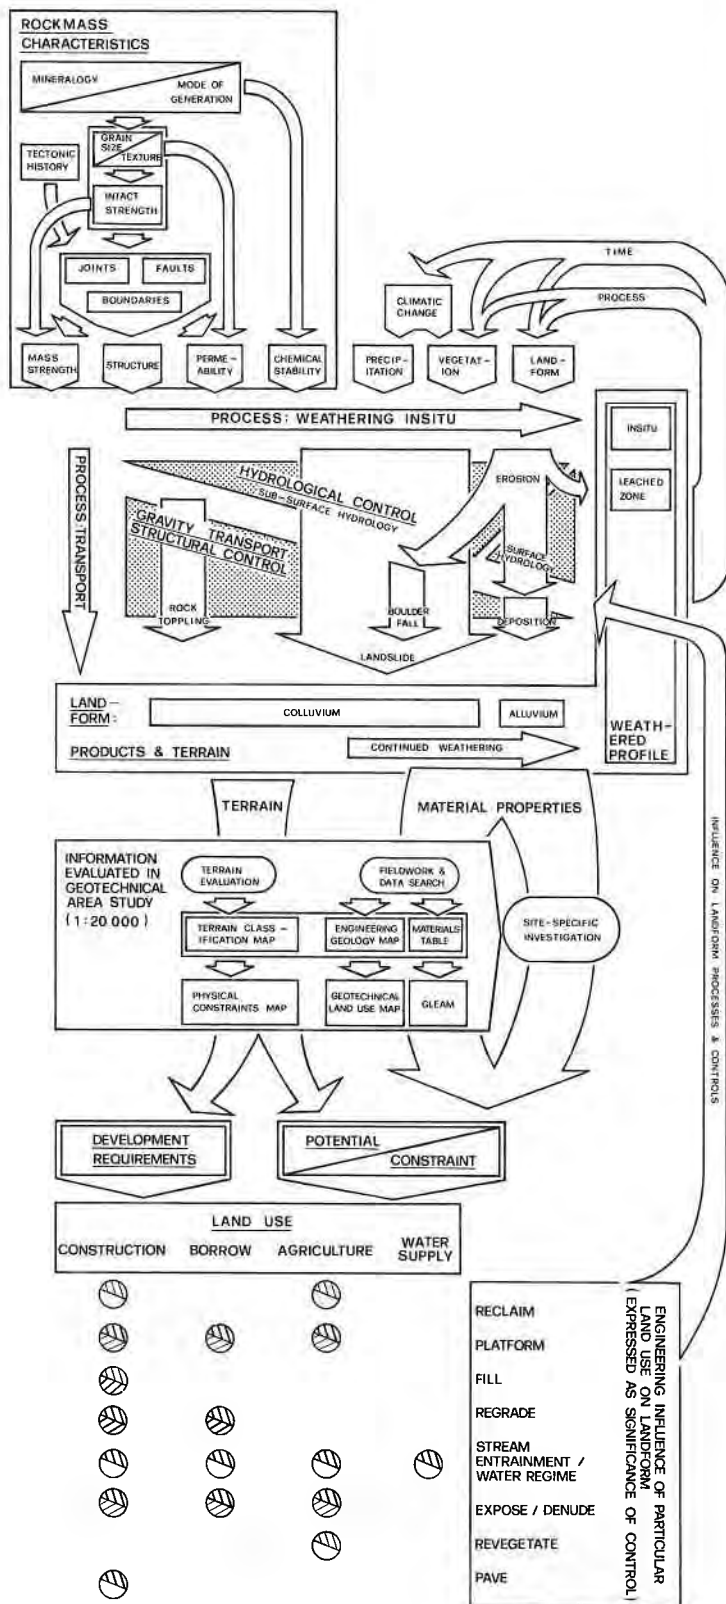 ROCKMASS
CHARACTERISTICS
MINERALOGY
MODE OF
GENERATION
GRAIN
SIZE
TEXTURE
TECTONIC
HISTORY
INTACT
STRENGTH
JOINTS
FAULTS
BOUNDARIES
MASS
STRENGTH
STRUCTURE
PERME-
ABILITY
CHEMICAL
STABILITY
TIME
PROCESS
CLIMATIC
CHANGE
PRECIP-
ITATION
VEGETAT-
ION
LAND-
FORM
PROCESS: WEATHERING INSITU
INSITU
LEACHED
ZONE
PROCESS:TRANSPORT
HYDROLOGICAL CONTROL
SUB-SURFACE HYDROLOGY
EROSION
GRAVITY TRANSPORT
STRUCTURAL CONTROL
SURFACE
HYDROLOGY
ROCK
TOPPLING
BOULDER
FALL
DEPOSITION
LANDSLIDE
LAND-
FORM:
COLLUVIUM
ALLUVIUM
PRODUCTS & TERRAIN
CONTINUED WEATHERING
WEATH-
ERED
PROFILE
TERRAIN
MATERIAL PROPERTIES
INFORMATION
EVALUATED IN
GEOTECHNICAL
AREA STUDY
(1:20 000)
TERRAIN
EVALUATION
FIELDWORK &
DATA SEARCH
TERRAIN CLASS-
IFICATION MAP
ENGINEERING
GEOLOGY MAP
MATERIALS
TABLE
SITE-SPECIFIC
INVESTIGATION
PHYSICAL
CONSTRAINTS MAP
GEOTECHNICAL
LAND USE MAP
GLEAM
INFLUENCE ON LANDFORM PROCESSES & CONTROLS
DEVELOPMENT
REQUIREMENTS
POTENTIAL
CONSTRAINT
LAND USE
CONSTRUCTION BORROW AGRICULTURE WATER
SUPPLY
RECLAIM
PLATFORM
FILL
REGRADE
STREAM
ENTRAINMENT /
WATER REGIME
EXPOSE / DENUDE
REVEGETATE
PAVE
ENGINEERING INFLUENCE OF PARTICULAR
LAND USE ON LANDFORM
(EXPRESSED AS SIGNIFICANCE OF CONTROL)